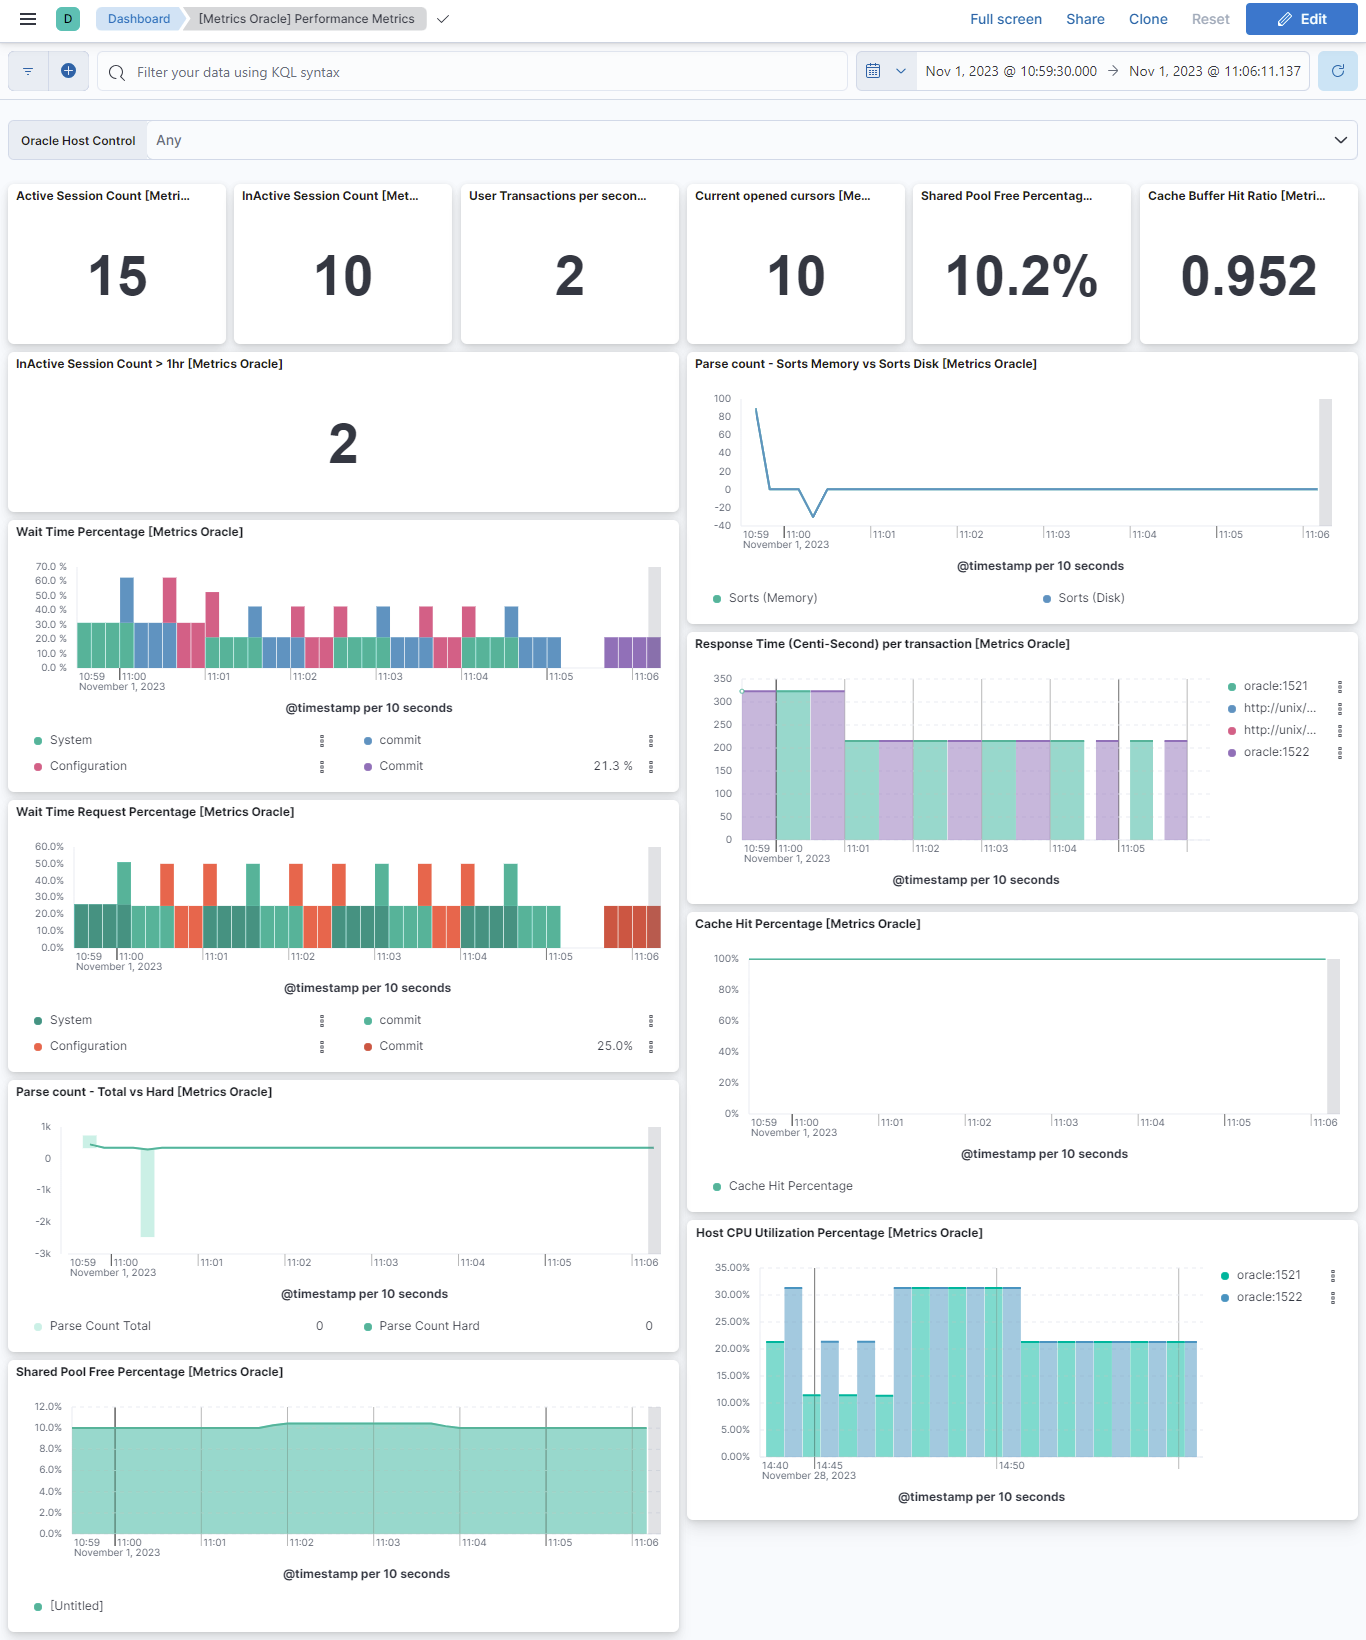 D Dashboard [Metrics Oracle] Performance Metrics Full screen Share Clone Reset Edit
Filter your data using KQL syntax Nov 1, 2023 @ 10:59:30.000 → Nov 1, 2023 @ 11:06:11.137
Oracle Host Control Any
Active Session Count [Metri...
15
InActive Session Count [Met...
10
User Transactions per secon...
2
Current opened cursors [Me...
10
Shared Pool Free Percentag...
10.2%
Cache Buffer Hit Ratio [Metri...
0.952
InActive Session Count > 1hr [Metrics Oracle]
2
Wait Time Percentage [Metrics Oracle]
70.0 %
60.0 %
50.0 %
40.0 %
30.0 %
20.0 %
10.0 %
0.0 %
10:59 11:00 11:01 11:02 11:03 11:04 11:05 11:06
November 1, 2023
@timestamp per 10 seconds
System commit
Configuration Commit 21.3 %
Wait Time Request Percentage [Metrics Oracle]
60.0%
50.0%
40.0%
30.0%
20.0%
10.0%
0.0%
10:59 11:00 11:01 11:02 11:03 11:04 11:05 11:06
November 1, 2023
@timestamp per 10 seconds
System commit
Configuration Commit 25.0%
Parse count - Total vs Hard [Metrics Oracle]
1k
0
-1k
-2k
-3k
10:59 11:00 11:01 11:02 11:03 11:04 11:05 11:06
November 1, 2023
@timestamp per 10 seconds
Parse Count Total 0 Parse Count Hard 0
Shared Pool Free Percentage [Metrics Oracle]
12.0%
10.0%
8.0%
6.0%
4.0%
2.0%
0.0%
10:59 11:00 11:01 11:02 11:03 11:04 11:05 11:06
November 1, 2023
@timestamp per 10 seconds
[Untitled]
Parse count - Sorts Memory vs Sorts Disk [Metrics Oracle]
100
80
60
40
20
0
-20
-40
10:59 11:00 11:01 11:02 11:03 11:04 11:05 11:06
November 1, 2023
@timestamp per 10 seconds
Sorts (Memory) Sorts (Disk)
Response Time (Centi-Second) per transaction [Metrics Oracle]
350
300
250
200
150
100
50
0
10:59 11:00 11:01 11:02 11:03 11:04 11:05
November 1, 2023
@timestamp per 10 seconds
oracle:1521
http://unix/...
http://unix/...
oracle:1522
Cache Hit Percentage [Metrics Oracle]
100%
80%
60%
40%
20%
0%
10:59 11:00 11:01 11:02 11:03 11:04 11:05 11:06
November 1, 2023
@timestamp per 10 seconds
Cache Hit Percentage
Host CPU Utilization Percentage [Metrics Oracle]
35.00%
30.00%
25.00%
20.00%
15.00%
10.00%
5.00%
0.00%
14:40 14:45 14:50
November 28, 2023
@timestamp per 10 seconds
oracle:1521
oracle:1522